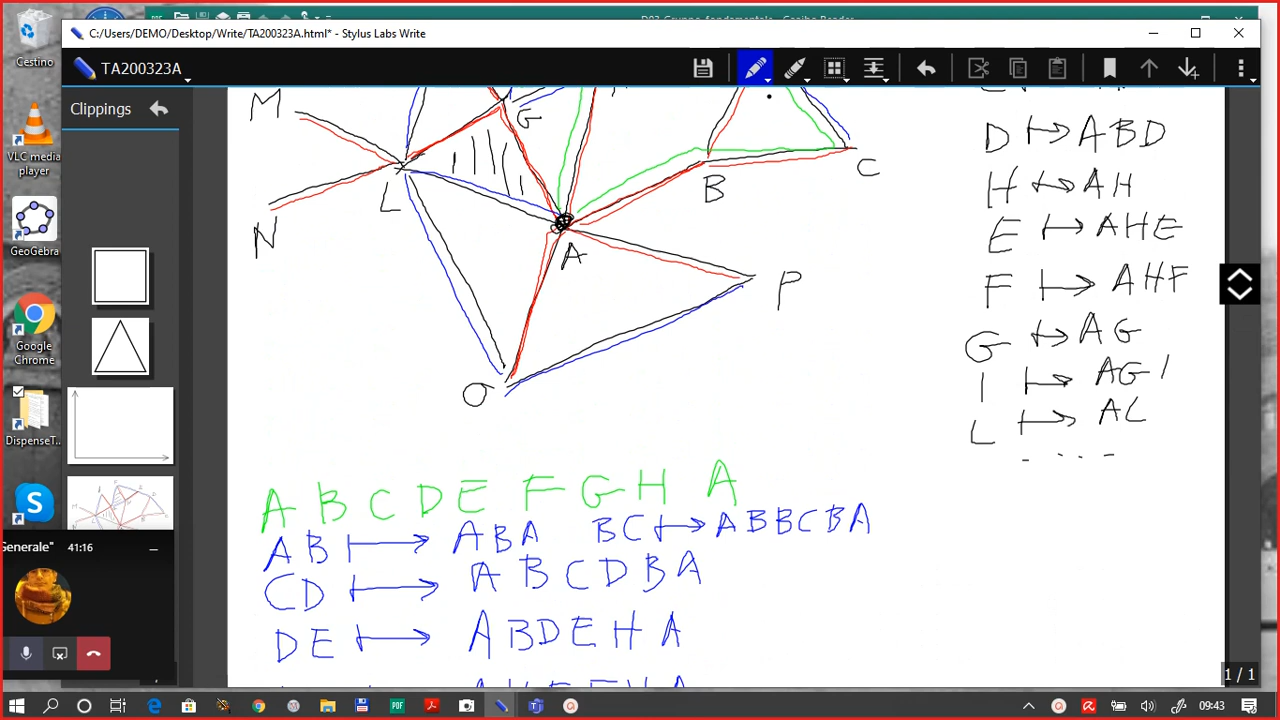 Cestino
VLC media player
GeoGebra
Google Chrome
DispenseT...
Skype
C:/Users/DEMO/Desktop/Write/TA200323A.html* - Stylus Labs Write
TA200323A
Clippings
Generale"
41:16
M
G
L
N
A
B
C
P
O
D ↦ ABD
H ↦ AH
E ↦ AHE
F ↦ AHF
G ↦ AG
I ↦ AGI
L ↦ AL
- - - -
A B C D E F G H A
AB ↦ ABA BC ↦ ABBCBA
CD ↦ ABCDBA
DE ↦ ABDEHA
1 / 1
09:43